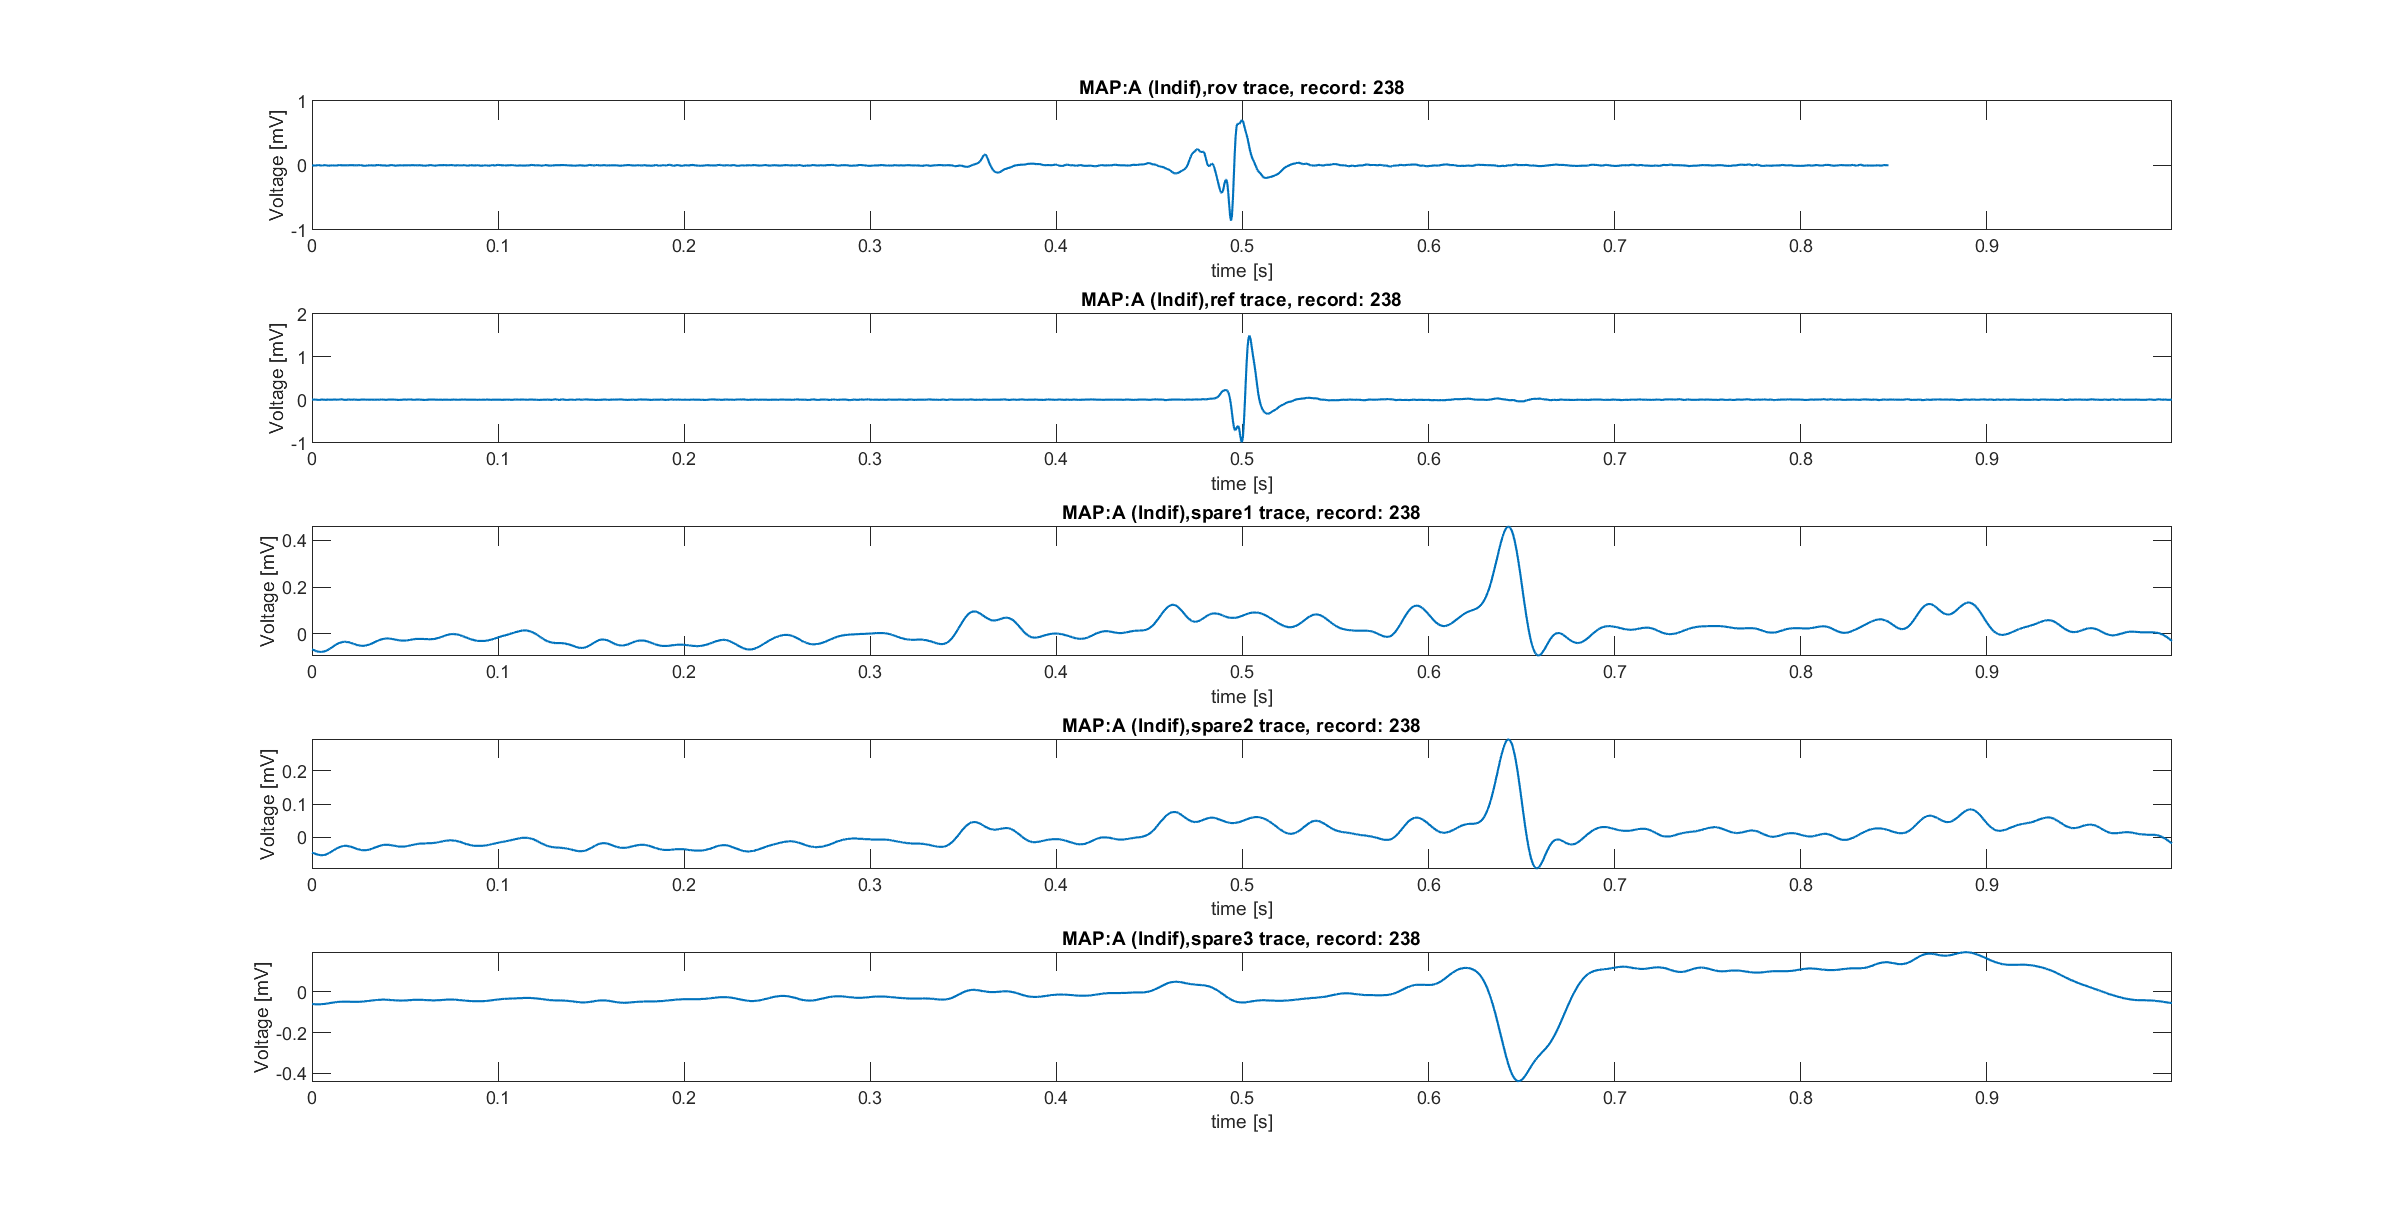 MAP:A (Indif),rov trace, record: 238
Voltage [mV]
1
0
-1
0 0.1 0.2 0.3 0.4 0.5 0.6 0.7 0.8 0.9
time [s]
MAP:A (Indif),ref trace, record: 238
Voltage [mV]
2
1
0
-1
0 0.1 0.2 0.3 0.4 0.5 0.6 0.7 0.8 0.9
time [s]
MAP:A (Indif),spare1 trace, record: 238
Voltage [mV]
0.4
0.2
0
0 0.1 0.2 0.3 0.4 0.5 0.6 0.7 0.8 0.9
time [s]
MAP:A (Indif),spare2 trace, record: 238
Voltage [mV]
0.2
0.1
0
0 0.1 0.2 0.3 0.4 0.5 0.6 0.7 0.8 0.9
time [s]
MAP:A (Indif),spare3 trace, record: 238
Voltage [mV]
0
-0.2
-0.4
0 0.1 0.2 0.3 0.4 0.5 0.6 0.7 0.8 0.9
time [s]